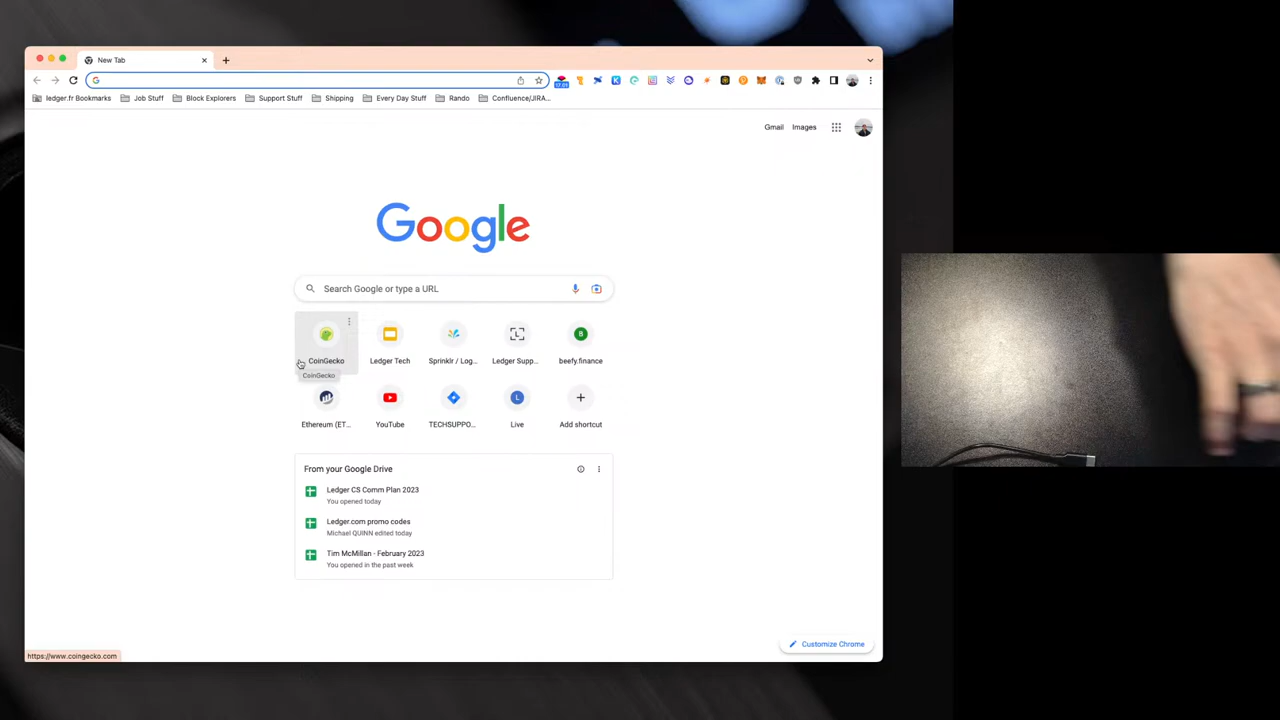 New Tab
ledger.fr Bookmarks Job Stuff Block Explorers Support Stuff Shipping Every Day Stuff Rando Confluence/JIRA...
Gmail Images
Google
Search Google or type a URL
CoinGecko Ledger Tech Sprinklr / Log... Ledger Supp... beefy.finance
CoinGecko
Ethereum (ET... YouTube TECHSUPPO... Live Add shortcut
From your Google Drive
Ledger CS Comm Plan 2023
You opened today
Ledger.com promo codes
Michael QUINN edited today
Tim McMillan - February 2023
You opened in the past week
Customize Chrome
https://www.coingecko.com